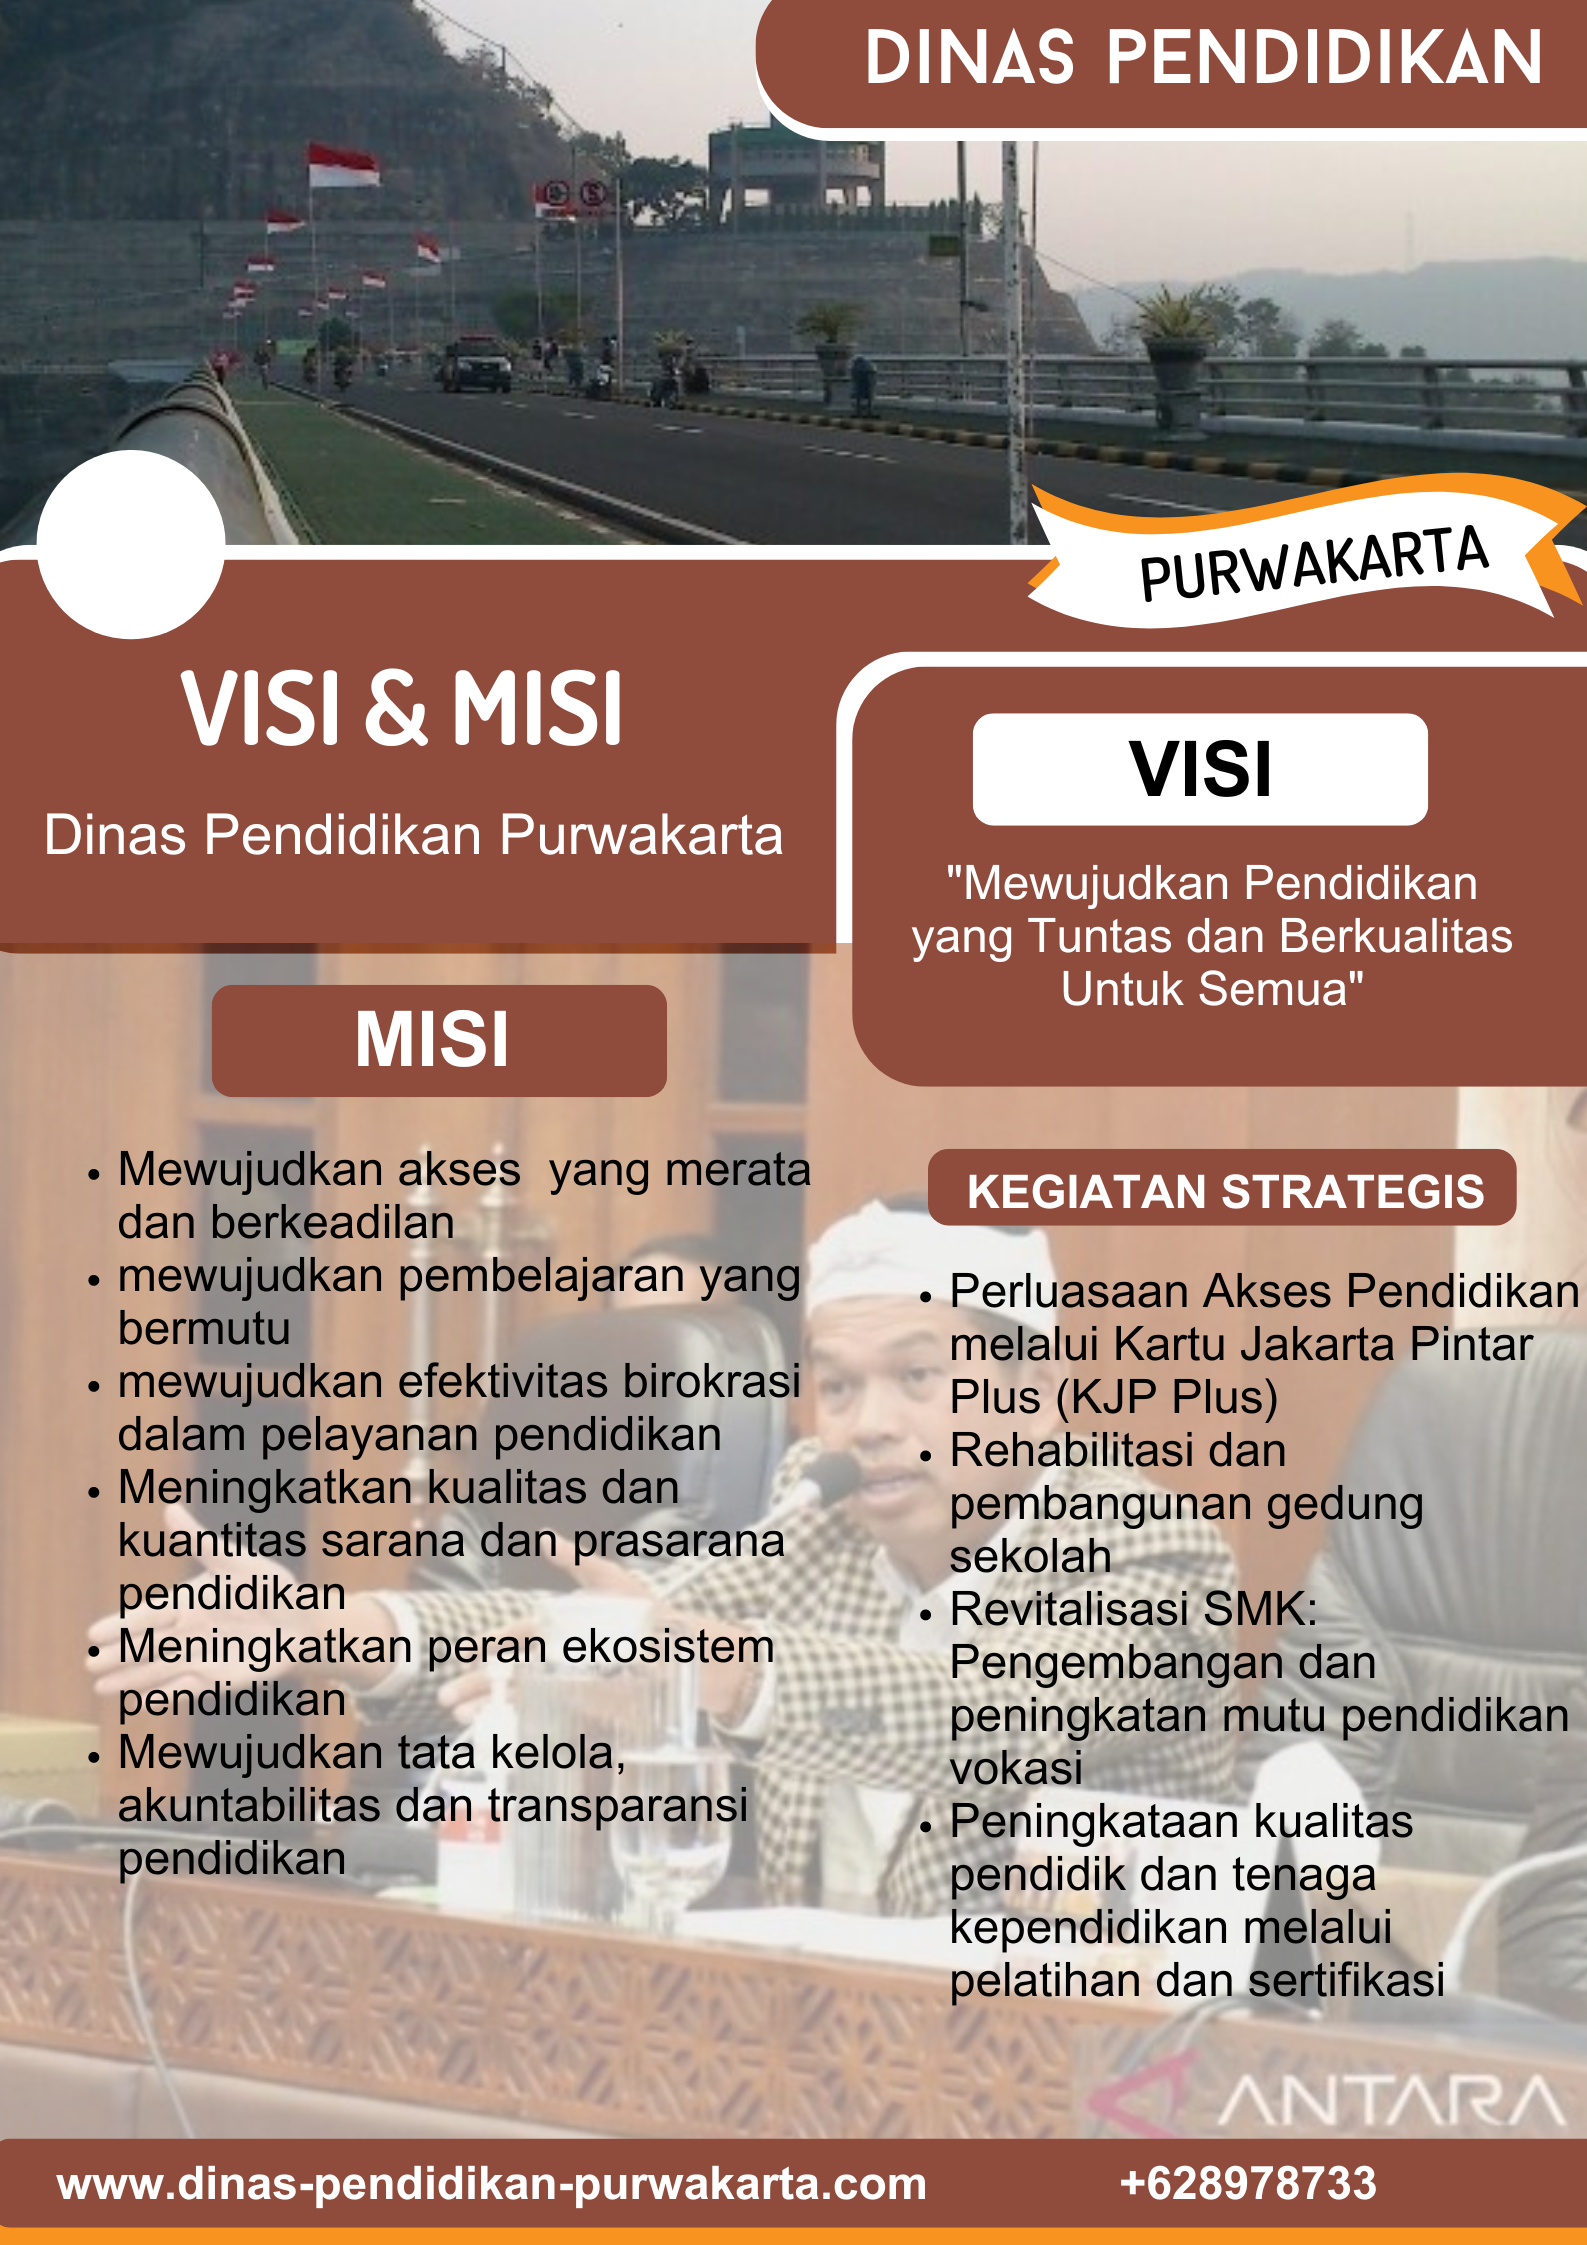 DINAS PENDIDIKAN
PURWAKARTA
VISI & MISI
Dinas Pendidikan Purwakarta
VISI
"Mewujudkan Pendidikan
yang Tuntas dan Berkualitas
Untuk Semua"
MISI
• Mewujudkan akses  yang merata
dan berkeadilan
• mewujudkan pembelajaran yang
bermutu
• mewujudkan efektivitas birokrasi
dalam pelayanan pendidikan
• Meningkatkan kualitas dan
kuantitas sarana dan prasarana
pendidikan
• Meningkatkan peran ekosistem
pendidikan
• Mewujudkan tata kelola,
akuntabilitas dan transparansi
pendidikan
KEGIATAN STRATEGIS
• Perluasaan Akses Pendidikan
melalui Kartu Jakarta Pintar
Plus (KJP Plus)
• Rehabilitasi dan
pembangunan gedung
sekolah
• Revitalisasi SMK:
Pengembangan dan
peningkatan mutu pendidikan
vokasi
• Peningkataan kualitas
pendidik dan tenaga
kependidikan melalui
pelatihan dan sertifikasi
ANTARA
www.dinas-pendidikan-purwakarta.com
+628978733